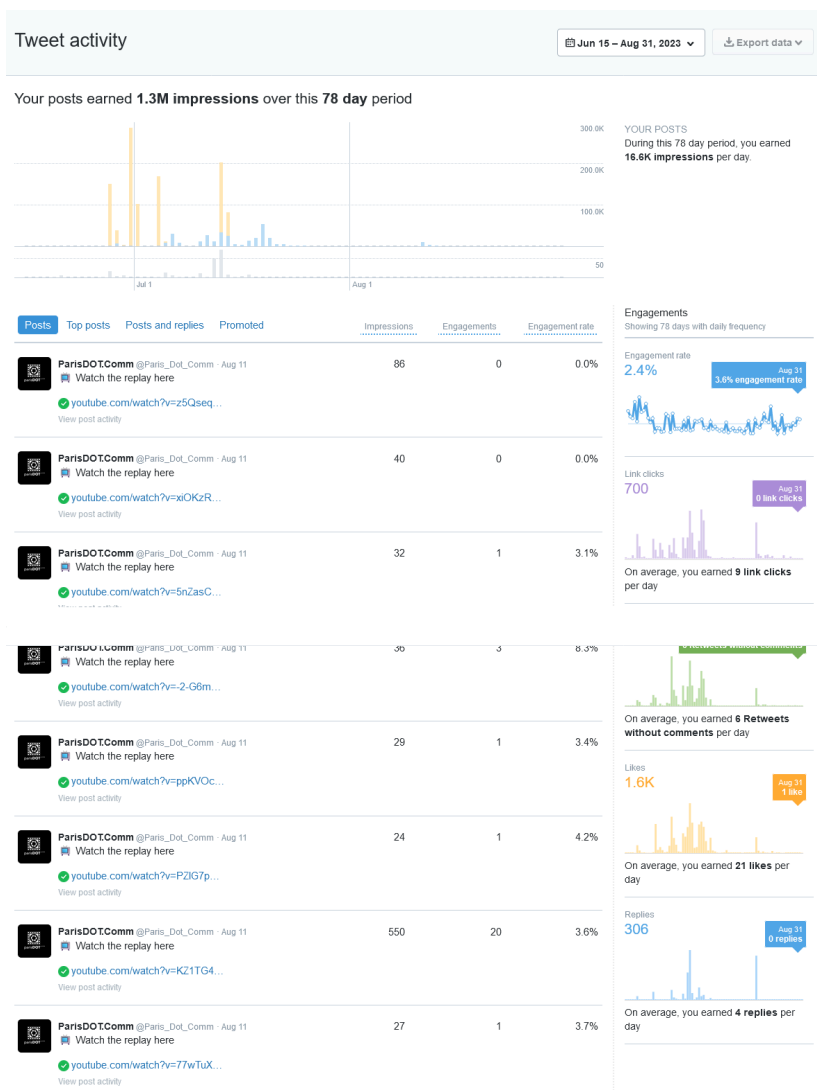 Tweet activity
Jun 15 – Aug 31, 2023
Export data
Your posts earned 1.3M impressions over this 78 day period
300.0K
200.0K
100.0K
50
Jul 1
Aug 1
YOUR POSTS
During this 78 day period, you earned
16.6K impressions per day.
Posts
Top posts
Posts and replies
Promoted
Impressions
Engagements
Engagement rate
ParisDOT.Comm @Paris_Dot_Comm · Aug 11
Watch the replay here
86
0
0.0%
youtube.com/watch?v=z5Qseq…
View post activity
ParisDOT.Comm @Paris_Dot_Comm · Aug 11
Watch the replay here
40
0
0.0%
youtube.com/watch?v=xiOKzR…
View post activity
ParisDOT.Comm @Paris_Dot_Comm · Aug 11
Watch the replay here
32
1
3.1%
youtube.com/watch?v=5nZasC…
Engagements
Showing 78 days with daily frequency
Engagement rate
2.4%
Aug 31
3.6% engagement rate
Link clicks
700
Aug 31
0 link clicks
On average, you earned 9 link clicks
per day
ParisDOT.Comm @Paris_Dot_Comm · Aug 11
Watch the replay here
36
3
8.3%
youtube.com/watch?v=-2-G6m…
View post activity
ParisDOT.Comm @Paris_Dot_Comm · Aug 11
Watch the replay here
29
1
3.4%
youtube.com/watch?v=ppKVOc…
View post activity
ParisDOT.Comm @Paris_Dot_Comm · Aug 11
Watch the replay here
24
1
4.2%
youtube.com/watch?v=PZIG7p…
View post activity
ParisDOT.Comm @Paris_Dot_Comm · Aug 11
Watch the replay here
550
20
3.6%
youtube.com/watch?v=KZ1TG4…
View post activity
ParisDOT.Comm @Paris_Dot_Comm · Aug 11
Watch the replay here
27
1
3.7%
youtube.com/watch?v=77wTuX…
View post activity
Retweets without comments
On average, you earned 6 Retweets
without comments per day
Likes
1.6K
Aug 31
1 like
On average, you earned 21 likes per
day
Replies
306
Aug 31
0 replies
On average, you earned 4 replies per
day